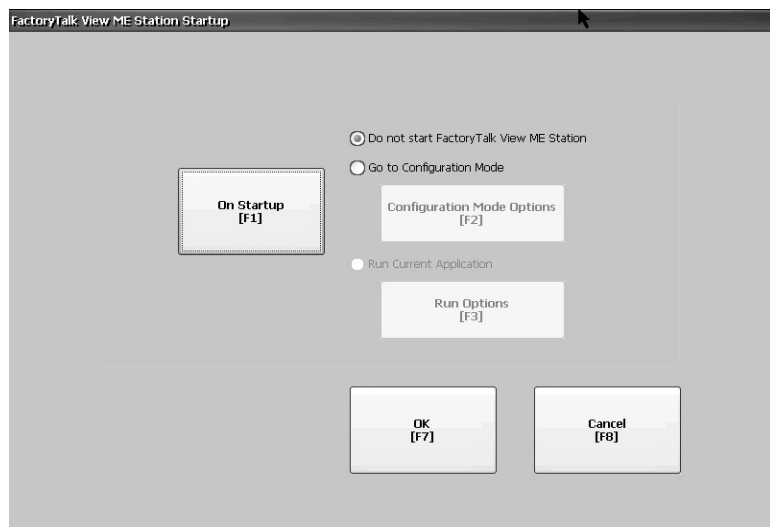 FactoryTalk View ME Station Startup
Do not start FactoryTalk View ME Station
Go to Configuration Mode
On Startup
[F1]
Configuration Mode Options
[F2]
Run Current Application
Run Options
[F3]
OK
[F7]
Cancel
[F8]